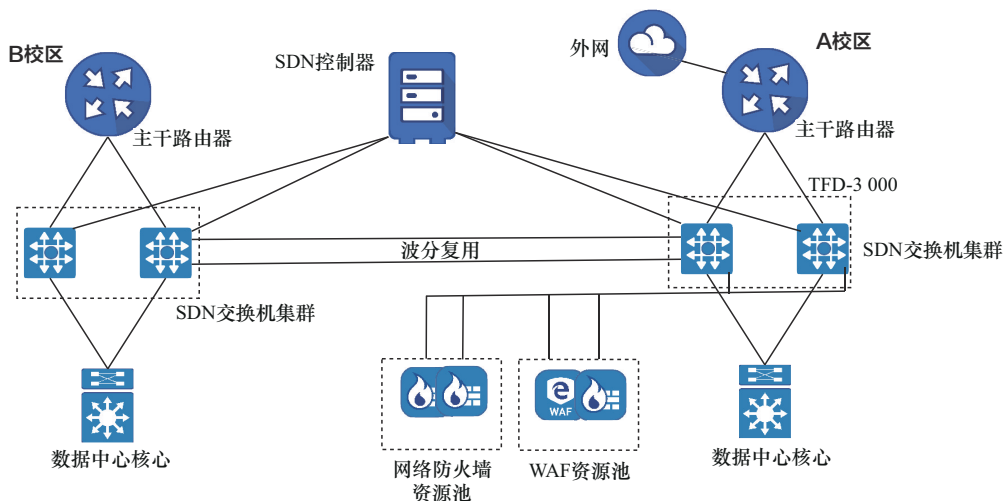 B校区
SDN控制器
外网
A校区
主干路由器
主干路由器
TFD-3 000
波分复用
SDN交换机集群
SDN交换机集群
WAF
数据中心核心
网络防火墙
资源池
WAF资源池
数据中心核心